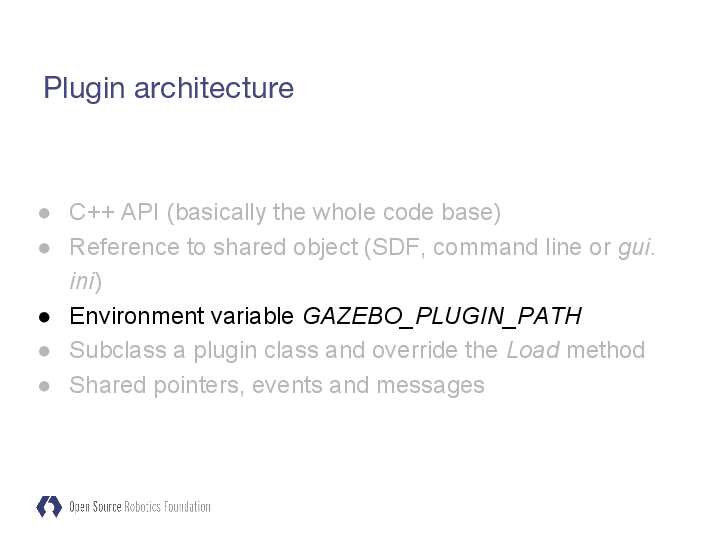 Plugin architecture
● C++ API (basically the whole code base)
● Reference to shared object (SDF, command line or gui.
ini)
● Environment variable GAZEBO_PLUGIN_PATH
● Subclass a plugin class and override the Load method
● Shared pointers, events and messages
Open Source Robotics Foundation